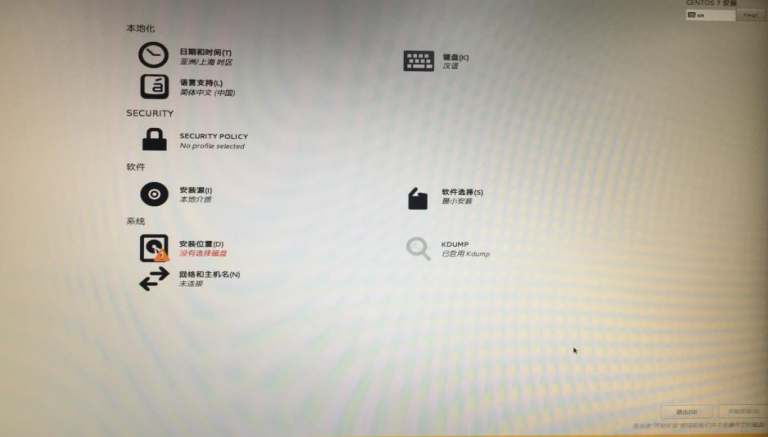 CENTOS 7 安装
cn
Help!
本地化
日期和时间(T)
亚洲/上海 时区
键盘(K)
汉语
语言支持(L)
简体中文 (中国)
SECURITY
SECURITY POLICY
No profile selected
软件
安装源(I)
本地介质
软件选择(S)
最小安装
系统
安装位置(D)
没有选择磁盘
KDUMP
已启用 Kdump
网络和主机名(N)
未连接
退出(Q)
开始安装(B)